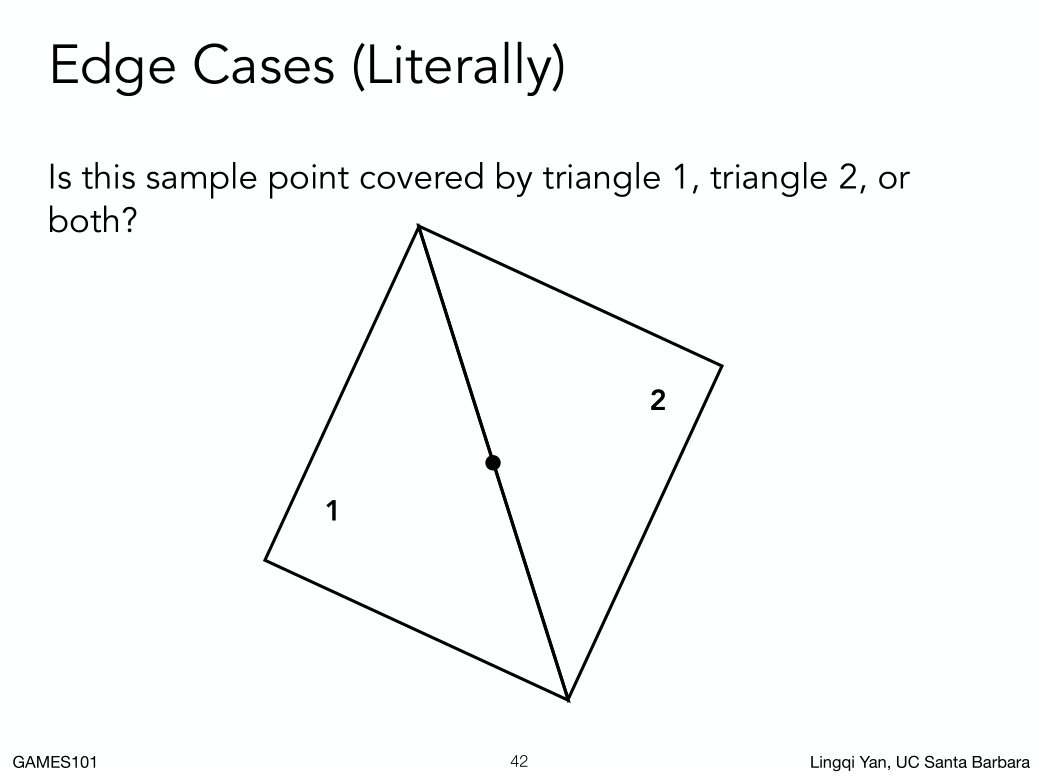 Edge Cases (Literally)
Is this sample point covered by triangle 1, triangle 2, or
both?
2
1
GAMES101
42
Lingqi Yan, UC Santa Barbara